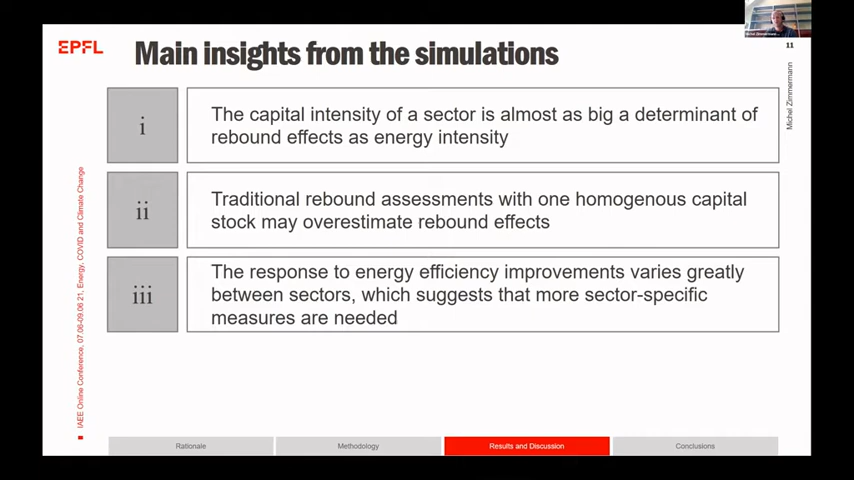 EPFL
Main insights from the simulations
11
Michel Zimmermann
i
The capital intensity of a sector is almost as big a determinant of
rebound effects as energy intensity
ii
Traditional rebound assessments with one homogenous capital
stock may overestimate rebound effects
iii
The response to energy efficiency improvements varies greatly
between sectors, which suggests that more sector-specific
measures are needed
IAEE Online Conference, 07.06-09.06 21, Energy, COVID and Climate Change
Rationale
Methodology
Results and Discussion
Conclusions